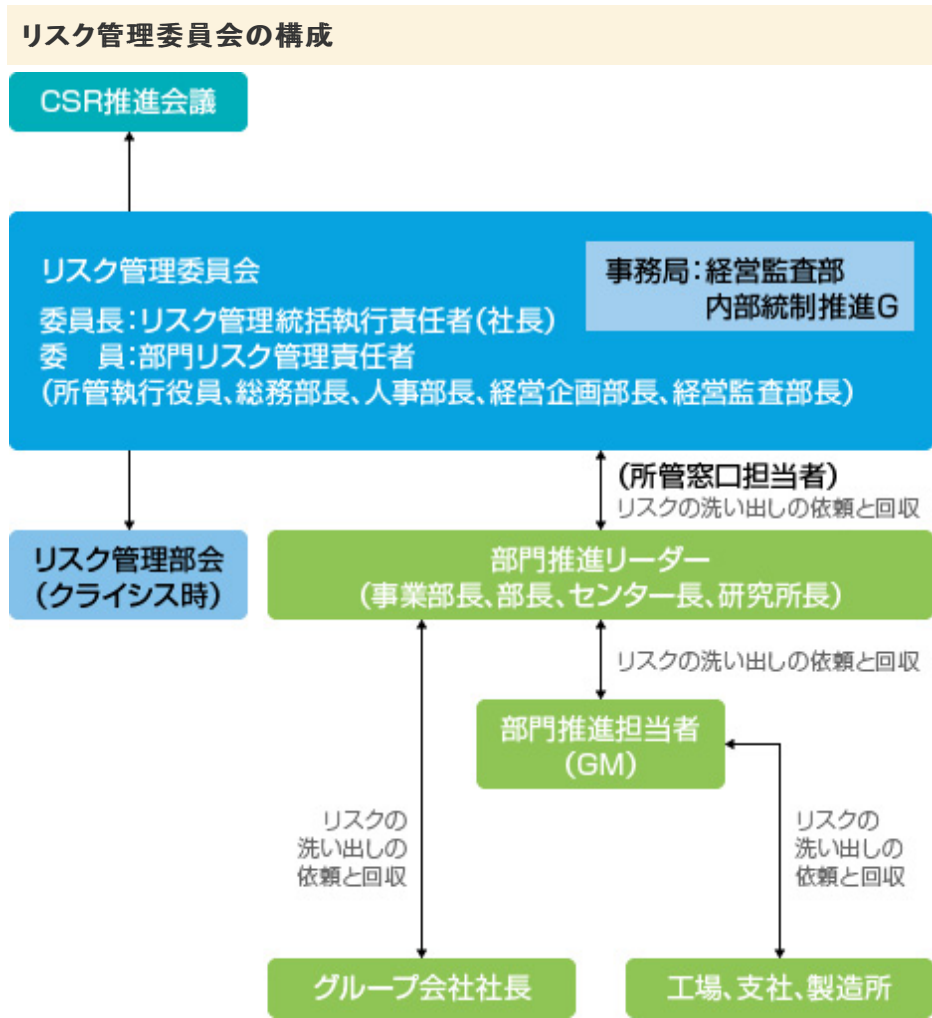 リスク管理委員会の構成
CSR推進会議
リスク管理委員会
委員長：リスク管理統括執行責任者（社長）
委　員：部門リスク管理責任者
（所管執行役員、総務部長、人事部長、経営企画部長、経営監査部長）
事務局：経営監査部
内部統制推進G
（所管窓口担当者）
リスクの洗い出しの依頼と回収
リスク管理部会
（クライシス時）
部門推進リーダー
（事業部長、部長、センター長、研究所長）
リスクの洗い出しの依頼と回収
部門推進担当者
（GM）
リスクの
洗い出しの
依頼と回収
リスクの
洗い出しの
依頼と回収
グループ会社社長
工場、支社、製造所